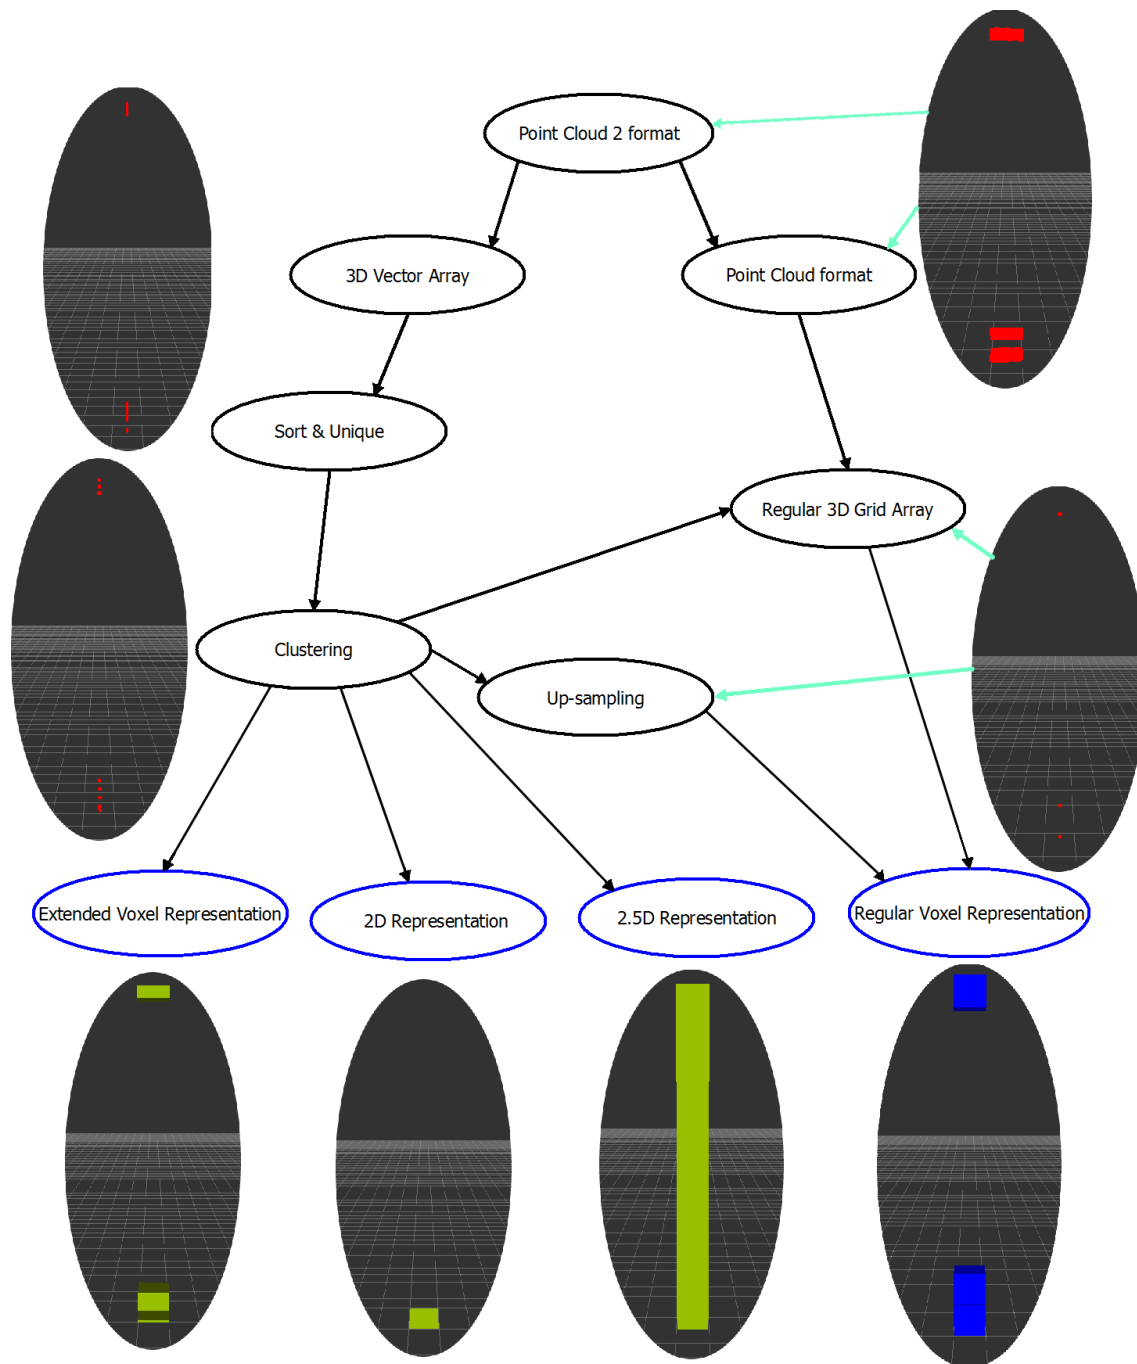 Point Cloud 2 format
3D Vector Array
Point Cloud format
Sort & Unique
Regular 3D Grid Array
Clustering
Up-sampling
Extended Voxel Representation
2D Representation
2.5D Representation
Regular Voxel Representation